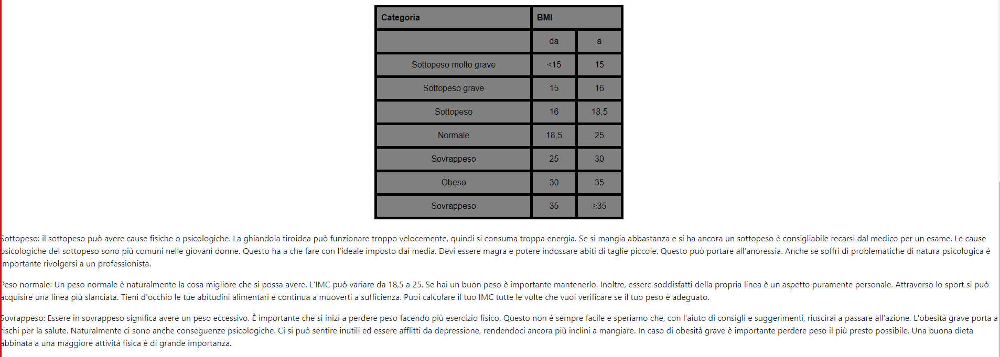 Categoria BMI
da a
Sottopeso molto grave <15 15
Sottopeso grave 15 16
Sottopeso 16 18,5
Normale 18,5 25
Sovrappeso 25 30
Obeso 30 35
Sovrappeso 35 ≥35
Sottopeso: il sottopeso può avere cause fisiche o psicologiche. La ghiandola tiroidea può funzionare troppo velocemente, quindi si consuma troppa energia. Se si mangia abbastanza e si ha ancora un sottopeso è consigliabile recarsi dal medico per un esame. Le cause
psicologiche del sottopeso sono più comuni nelle giovani donne. Questo ha a che fare con l'ideale imposto dai media. Devi essere magra e potere indossare abiti di taglie piccole. Questo può portare all'anoressia. Anche se soffri di problematiche di natura psicologica è
importante rivolgersi a un professionista.
Peso normale: Un peso normale è naturalmente la cosa migliore che si possa avere. L'IMC può variare da 18,5 a 25. Se hai un buon peso è importante mantenerlo. Inoltre, essere soddisfatti della propria linea è un aspetto puramente personale. Attraverso lo sport si può
acquisire una linea più slanciata. Tieni d'occhio le tue abitudini alimentari e continua a muoverti a sufficienza. Puoi calcolare il tuo IMC tutte le volte che vuoi verificare se il tuo peso è adeguato.
Sovrappeso: Essere in sovrappeso significa avere un peso eccessivo. È importante che si inizi a perdere peso facendo più esercizio fisico. Questo non è sempre facile e speriamo che, con l'aiuto di consigli e suggerimenti, riuscirai a passare all'azione. L'obesità grave porta a
rischi per la salute. Naturalmente ci sono anche conseguenze psicologiche. Ci si può sentire inutili ed essere afflitti da depressione, rendendoci ancora più inclini a mangiare. In caso di obesità grave è importante perdere peso il più presto possibile. Una buona dieta
abbinata a una maggiore attività fisica è di grande importanza.